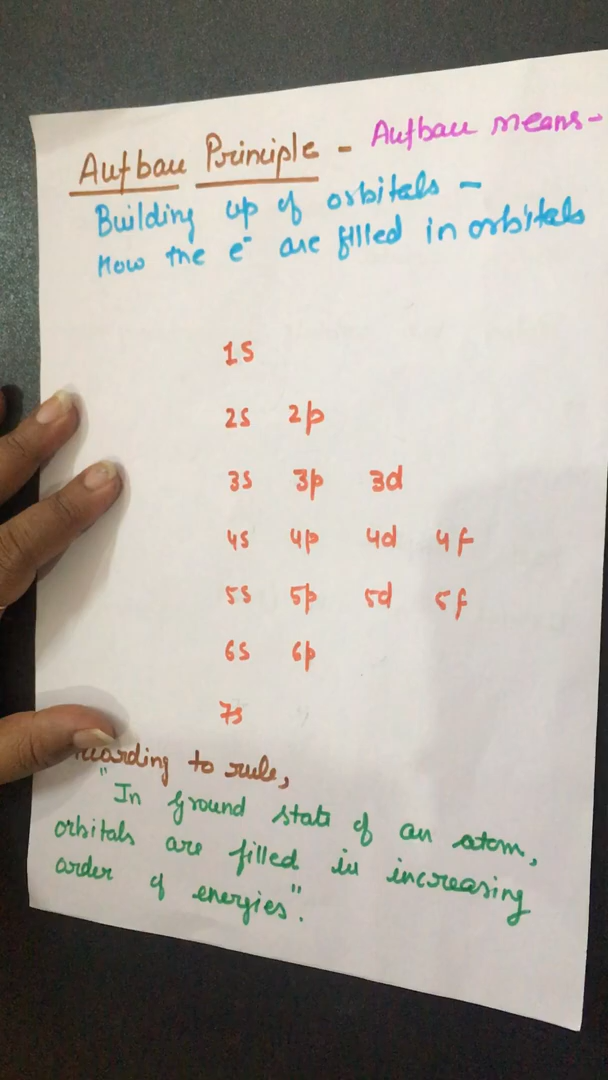 Aufbau Principle - Aufbau means-
Building up of orbitals -
How the e⁻ are filled in orbitals
1s
2s 2p
3s 3p 3d
4s 4p 4d 4f
5s 5p 5d 5f
6s 6p
7s
to rule,
"In ground state of an atom,
orbitals are filled in increasing
order of energies".